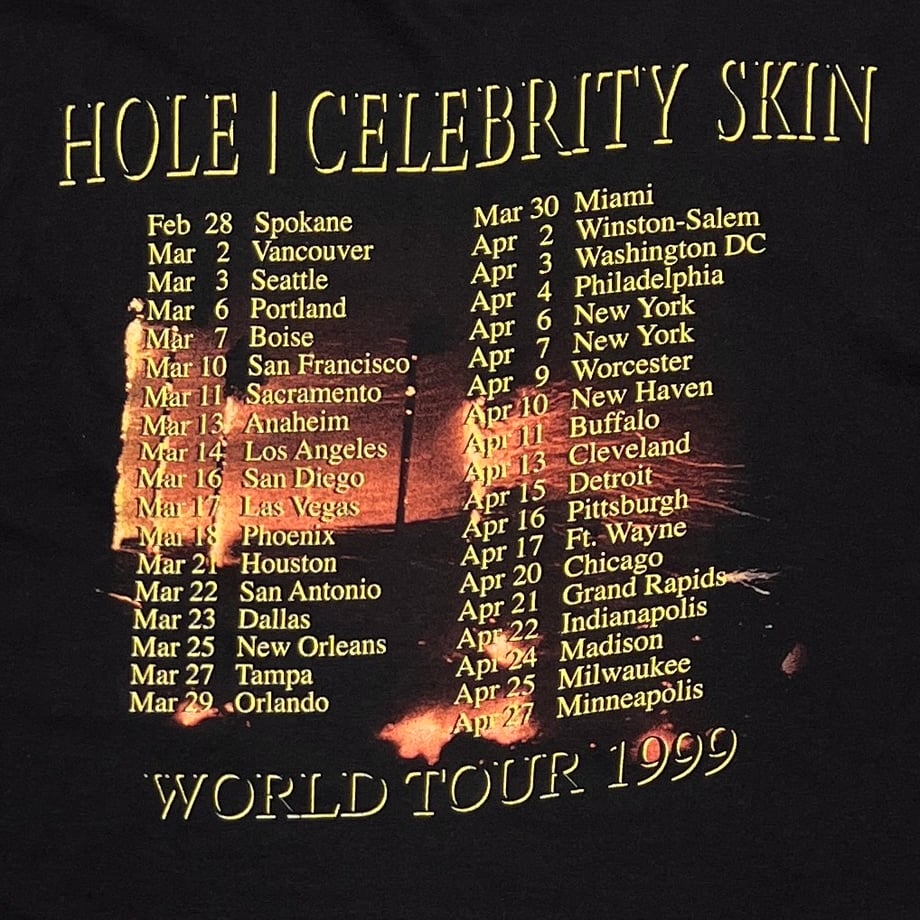 HOLE | CELEBRITY SKIN
Feb 28 Spokane
Mar 2 Vancouver
Mar 3 Seattle
Mar 6 Portland
Mar 7 Boise
Mar 10 San Francisco
Mar 11 Sacramento
Mar 13 Anaheim
Mar 14 Los Angeles
Mar 16 San Diego
Mar 17 Las Vegas
Mar 18 Phoenix
Mar 21 Houston
Mar 22 San Antonio
Mar 23 Dallas
Mar 25 New Orleans
Mar 27 Tampa
Mar 29 Orlando
Mar 30 Miami
Apr 2 Winston-Salem
Apr 3 Washington DC
Apr 4 Philadelphia
Apr 6 New York
Apr 7 New York
Apr 9 Worcester
Apr 10 New Haven
Apr 11 Buffalo
Apr 13 Cleveland
Apr 15 Detroit
Apr 16 Pittsburgh
Apr 17 Ft. Wayne
Apr 20 Chicago
Apr 21 Grand Rapids
Apr 22 Indianapolis
Apr 24 Madison
Apr 25 Milwaukee
Apr 27 Minneapolis
WORLD TOUR 1999